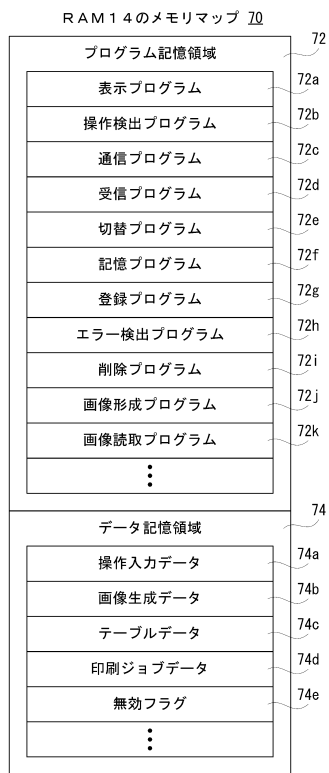 RAM14のメモリマップ 70
プログラム記憶領域 72
表示プログラム 72a
操作検出プログラム 72b
通信プログラム 72c
受信プログラム 72d
切替プログラム 72e
記憶プログラム 72f
登録プログラム 72g
エラー検出プログラム 72h
削除プログラム 72i
画像形成プログラム 72j
画像読取プログラム 72k
データ記憶領域 74
操作入力データ 74a
画像生成データ 74b
テーブルデータ 74c
印刷ジョブデータ 74d
無効フラグ 74e